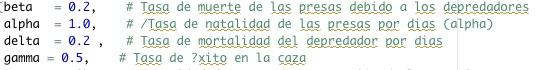 beta = 0.2, # Tasa de muerte de las presas debido a los depredadores
alpha = 1.0, # /Tasa de natalidad de las presas por dias (alpha)
delta = 0.2 , # Tasa de mortalidad del depredador por dias
gamma = 0.5, # Tasa de ?xito en la caza